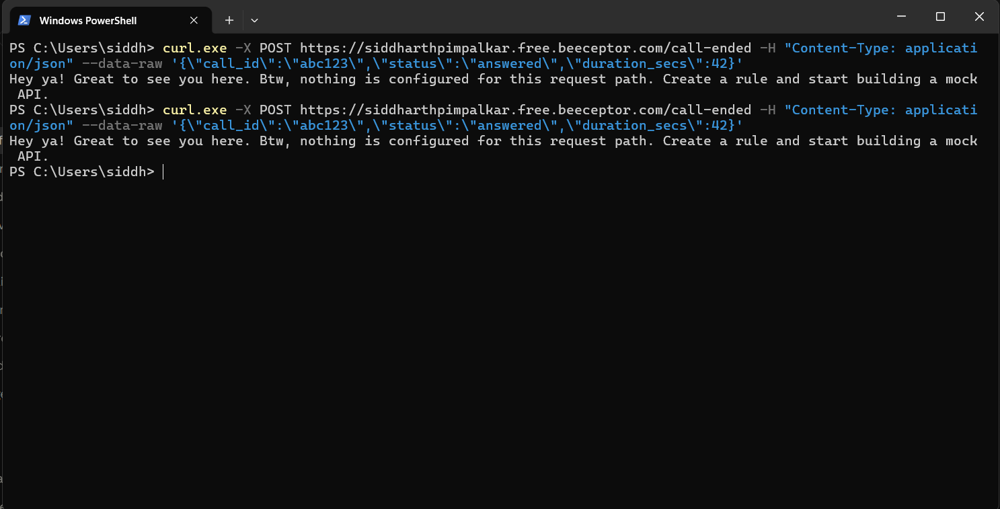 Windows PowerShell
PS C:\Users\siddh> curl.exe -X POST https://siddharthpimpalkar.free.beeceptor.com/call-ended -H "Content-Type: applicati
on/json" --data-raw '{\"call_id\":\"abc123\",\"status\":\"answered\",\"duration_secs\":42}'
Hey ya! Great to see you here. Btw, nothing is configured for this request path. Create a rule and start building a mock
API.
PS C:\Users\siddh> curl.exe -X POST https://siddharthpimpalkar.free.beeceptor.com/call-ended -H "Content-Type: applicati
on/json" --data-raw '{\"call_id\":\"abc123\",\"status\":\"answered\",\"duration_secs\":42}'
Hey ya! Great to see you here. Btw, nothing is configured for this request path. Create a rule and start building a mock
API.
PS C:\Users\siddh>